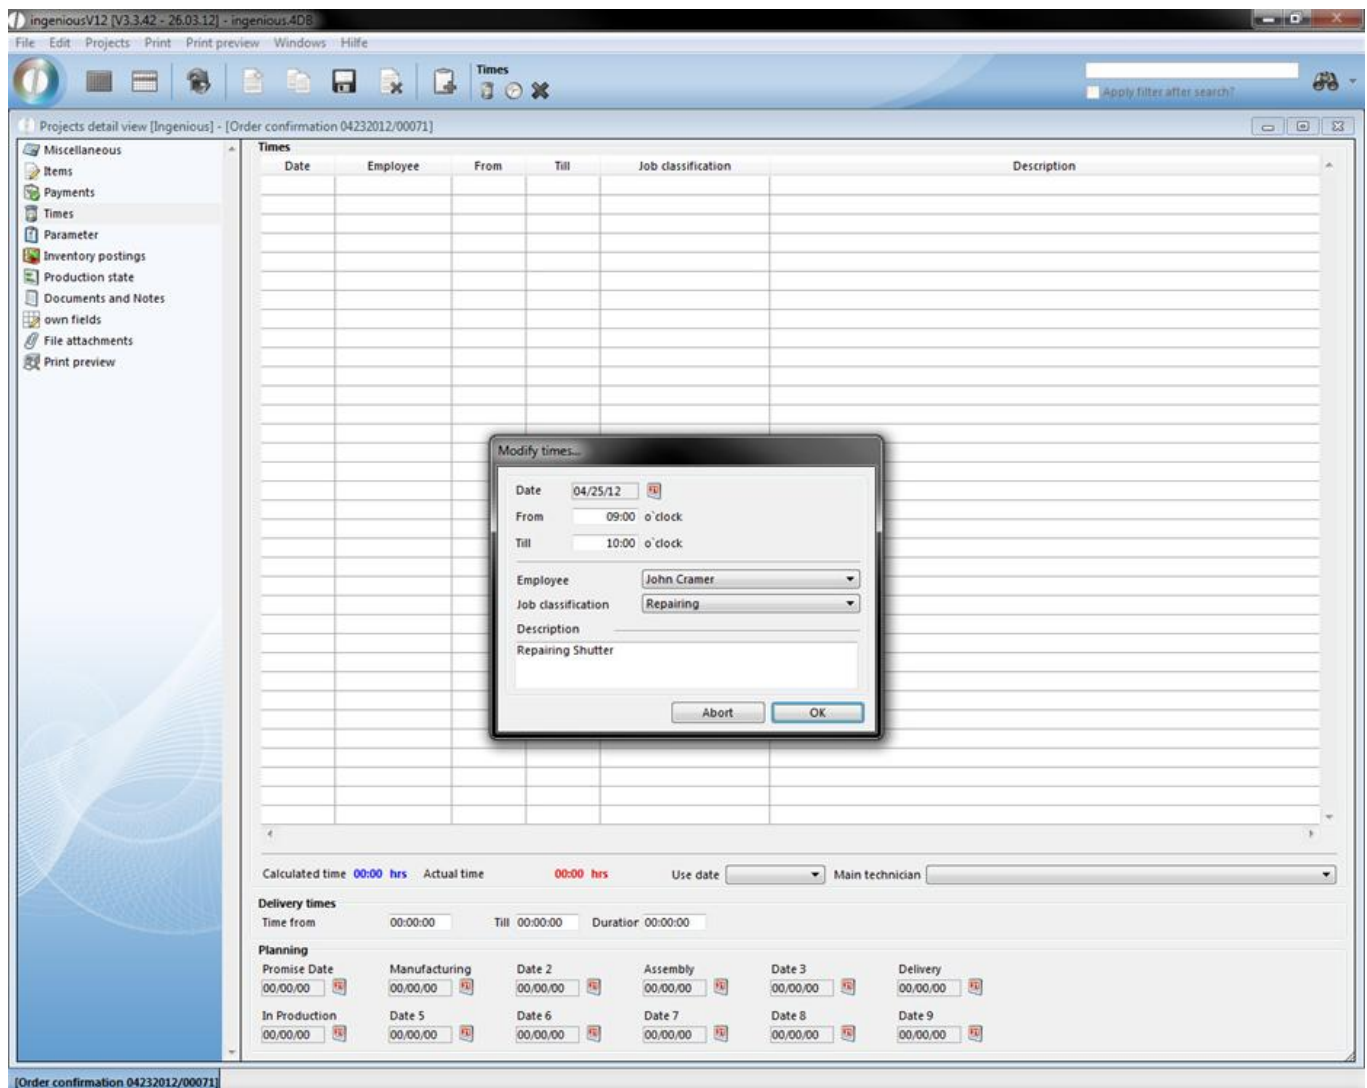 ingeniousV12 [V3.3.42 - 26.03.12] - ingenious.4DB
File Edit Projects Print Print preview Windows Hilfe
Times
Apply filter after search?
Projects detail view [Ingenious] - [Order confirmation 04232012/00071]
Miscellaneous
Items
Payments
Times
Parameter
Inventory postings
Production state
Documents and Notes
own fields
File attachments
Print preview
Times
Date Employee From Till Job classification Description
Modify times...
Date 04/25/12
From 09:00 o`clock
Till 10:00 o`clock
Employee John Cramer
Job classification Repairing
Description
Repairing Shutter
Abort OK
Calculated time 00:00 hrs Actual time 00:00 hrs Use date Main technician
Delivery times
Time from 00:00:00 Till 00:00:00 Duratior 00:00:00
Planning
Promise Date Manufacturing Date 2 Assembly Date 3 Delivery
00/00/00 00/00/00 00/00/00 00/00/00 00/00/00 00/00/00
In Production Date 5 Date 6 Date 7 Date 8 Date 9
00/00/00 00/00/00 00/00/00 00/00/00 00/00/00 00/00/00
[Order confirmation 04232012/00071]